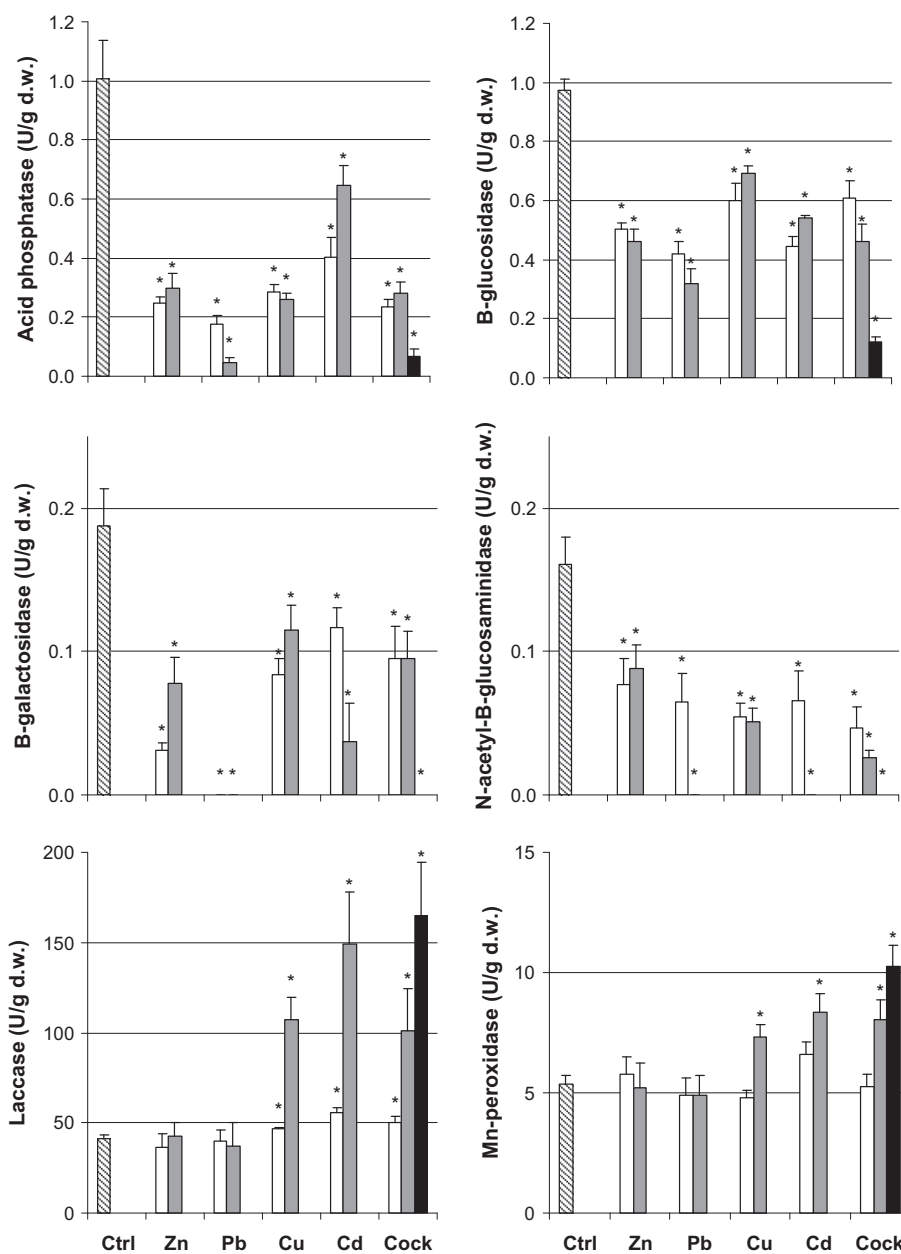 Acid phosphatase (U/g d.w.)
1.2
1.0
0.8
0.6
0.4
0.2
0.0
* * * * * * * * * * *
B-glucosidase (U/g d.w.)
1.2
1.0
0.8
0.6
0.4
0.2
0.0
* * * * * * * * * * *
B-galactosidase (U/g d.w.)
0.2
0.1
0.0
* * * * * * * * * * *
N-acetyl-B-glucosaminidase (U/g d.w.)
0.2
0.1
0.0
* * * * * * * * * * *
Laccase (U/g d.w.)
200
150
100
50
0
* * * * * * *
Ctrl Zn Pb Cu Cd Cock
Mn-peroxidase (U/g d.w.)
15
10
5
0
* * * *
Ctrl Zn Pb Cu Cd Cock